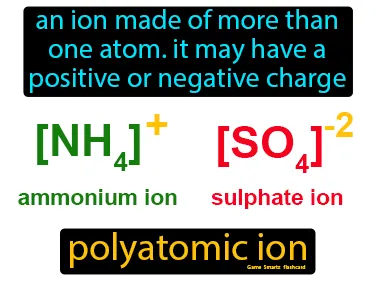 an ion made of more than
one atom. it may have a
positive or negative charge
[NH₄]⁺ [SO₄]⁻²
ammonium ion sulphate ion
polyatomic ion
Game Smartz flashcard